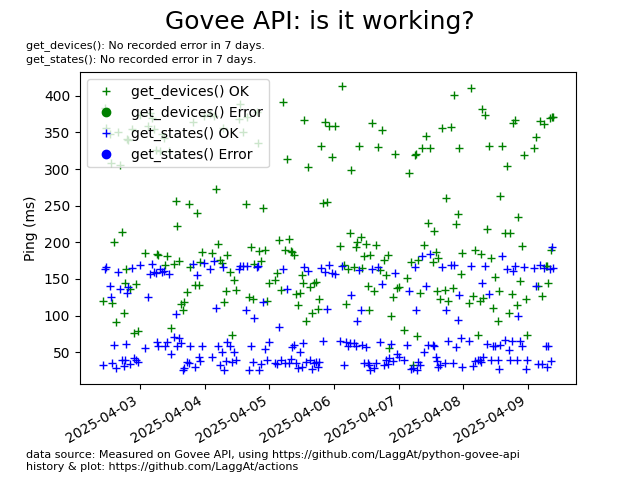 Govee API: is it working?
get_devices(): No recorded error in 7 days.
get_states(): No recorded error in 7 days.
get_devices() OK
get_devices() Error
get_states() OK
get_states() Error
Ping (ms)
400
350
300
250
200
150
100
50
2025-04-03
2025-04-04
2025-04-05
2025-04-06
2025-04-07
2025-04-08
2025-04-09
data source: Measured on Govee API, using https://github.com/LaggAt/python-govee-api
history & plot: https://github.com/LaggAt/actions